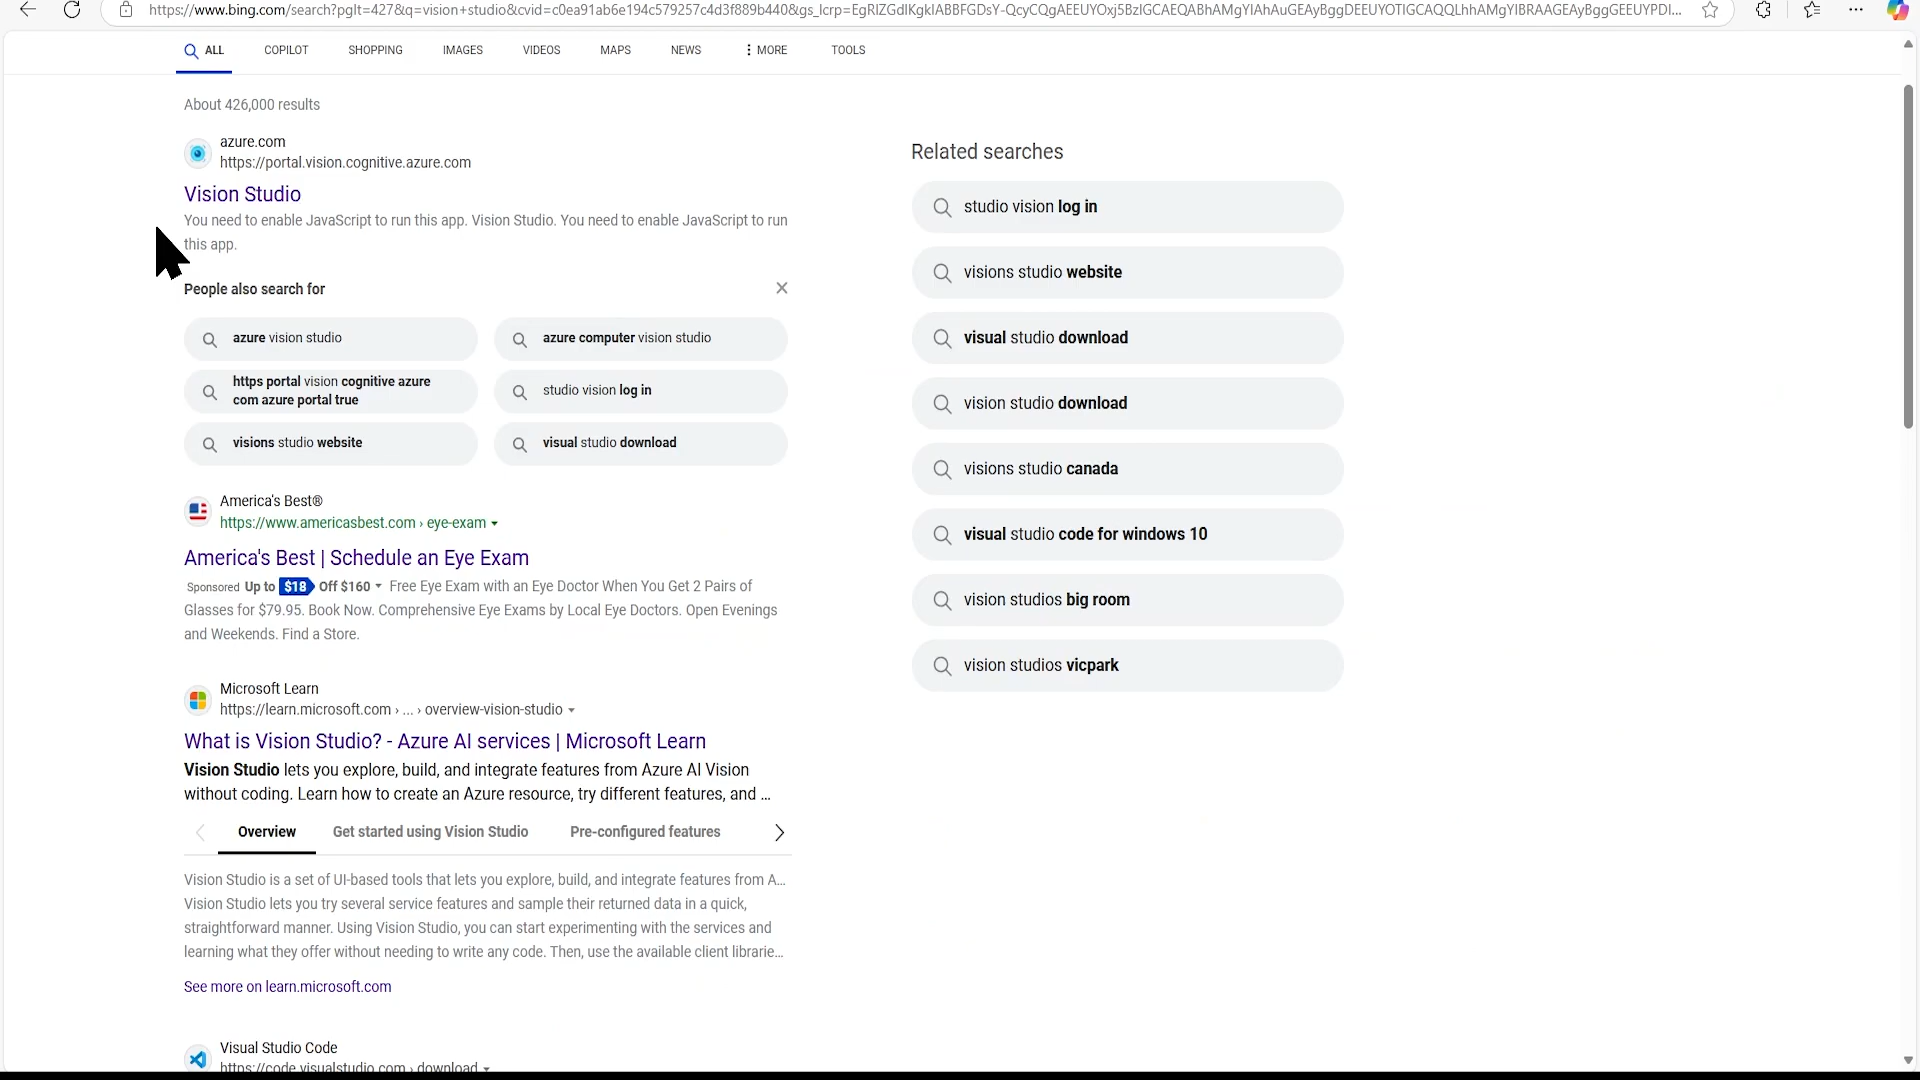 https://www.bing.com/search?pglt=427&q=vision+studio&cvid=c0ea91ab6e194c579257c4d3f889b440&gs_lcrp=EgRlZGdlKgkIABBFGDsY-QcyCQgAEEUYOxj5BzIGCAEQABhAMgYIAhAuGEAyBggDEEUYOTIGCAQQLhhAMgYIBRAAGEAyBggGEEUYPDI...
ALL COPILOT SHOPPING IMAGES VIDEOS MAPS NEWS MORE TOOLS
About 426,000 results
azure.com
https://portal.vision.cognitive.azure.com
Vision Studio
You need to enable JavaScript to run this app. Vision Studio. You need to enable JavaScript to run
this app.
People also search for
azure vision studio
azure computer vision studio
https portal vision cognitive azure
com azure portal true
studio vision log in
visions studio website
visual studio download
America's Best®
https://www.americasbest.com › eye-exam
America's Best | Schedule an Eye Exam
Sponsored Up to $18 Off $160 Free Eye Exam with an Eye Doctor When You Get 2 Pairs of
Glasses for $79.95. Book Now. Comprehensive Eye Exams by Local Eye Doctors. Open Evenings
and Weekends. Find a Store.
Microsoft Learn
https://learn.microsoft.com › ... › overview-vision-studio
What is Vision Studio? - Azure AI services | Microsoft Learn
Vision Studio lets you explore, build, and integrate features from Azure AI Vision
without coding. Learn how to create an Azure resource, try different features, and ...
Overview Get started using Vision Studio Pre-configured features
Vision Studio is a set of UI-based tools that lets you explore, build, and integrate features from A...
Vision Studio lets you try several service features and sample their returned data in a quick,
straightforward manner. Using Vision Studio, you can start experimenting with the services and
learning what they offer without needing to write any code. Then, use the available client librarie...
See more on learn.microsoft.com
Visual Studio Code
https://code.visualstudio.com › download
Related searches
studio vision log in
visions studio website
visual studio download
vision studio download
visions studio canada
visual studio code for windows 10
vision studios big room
vision studios vicpark